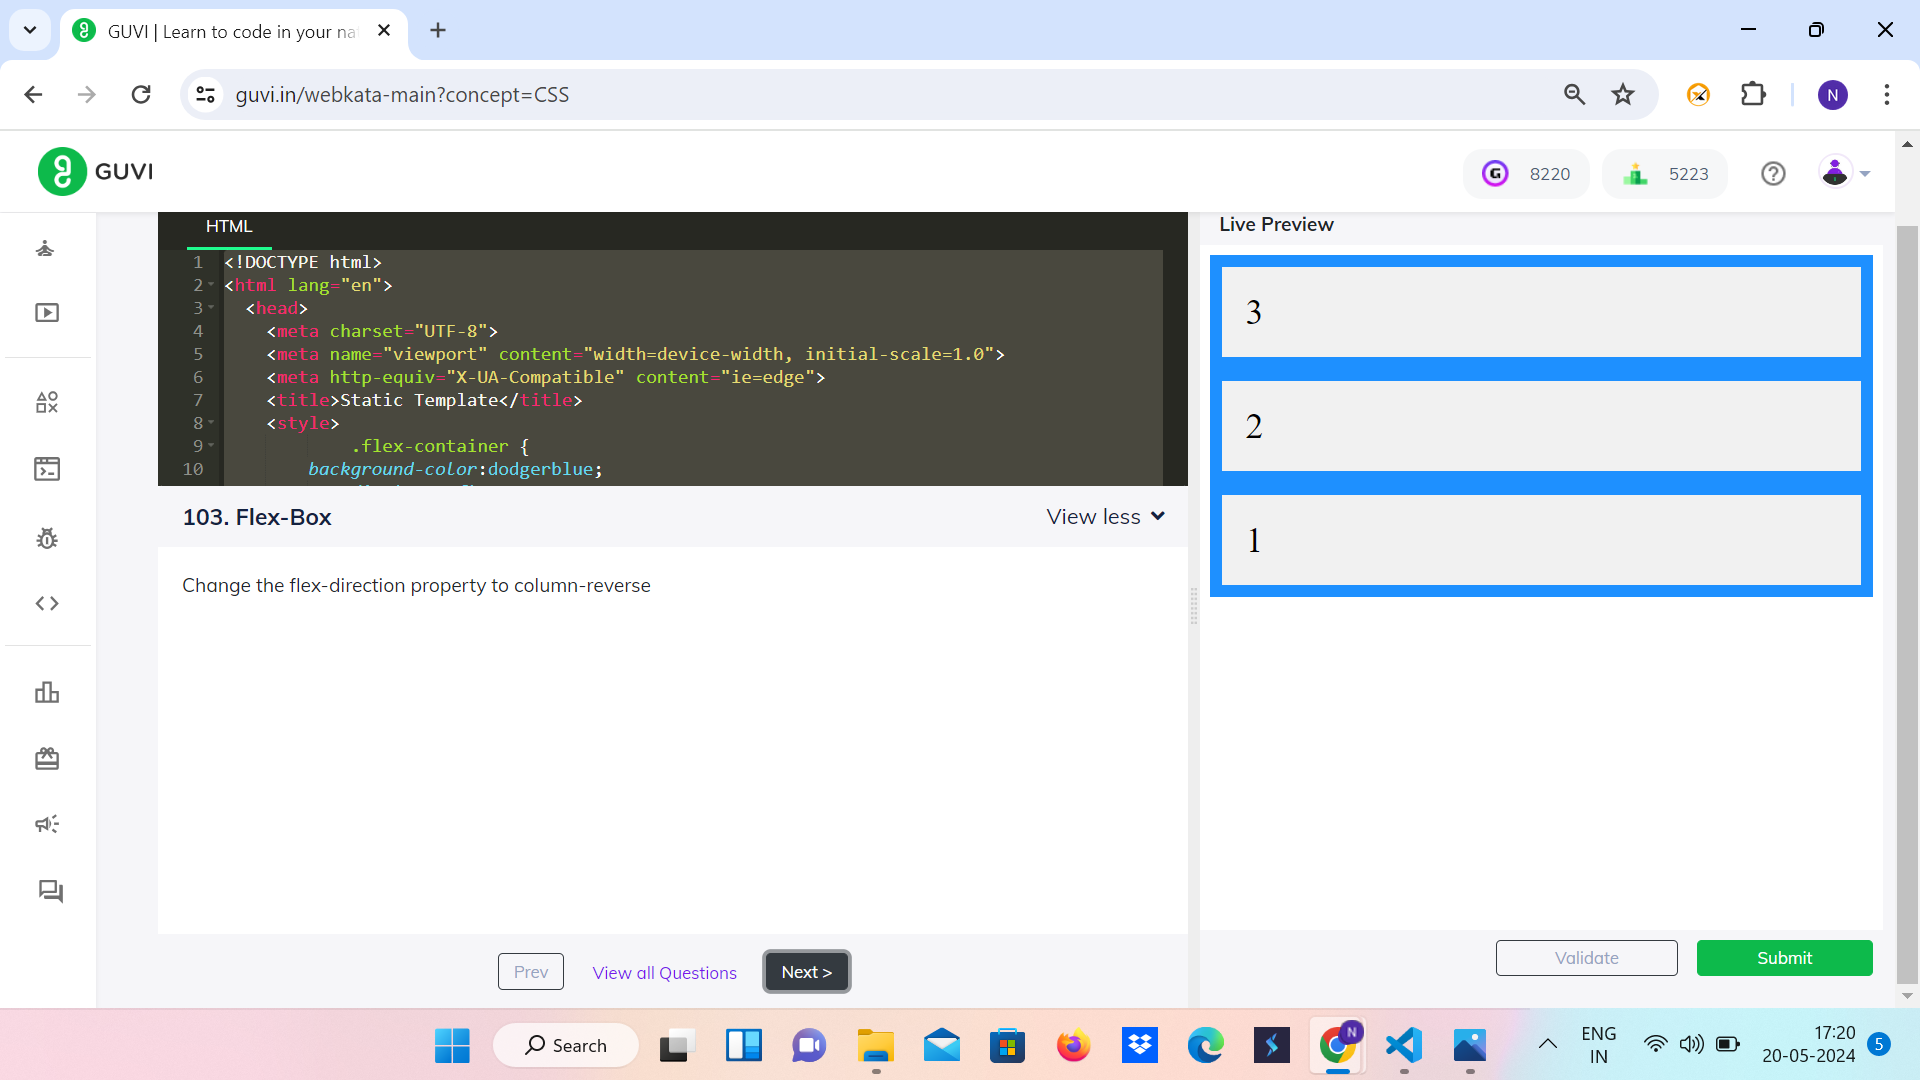 GUVI | Learn to code in your na
guvi.in/webkata-main?concept=CSS
N
GUVI
8220
5223
HTML
1 <!DOCTYPE html>
2 <html lang="en">
3 <head>
4 <meta charset="UTF-8">
5 <meta name="viewport" content="width=device-width, initial-scale=1.0">
6 <meta http-equiv="X-UA-Compatible" content="ie=edge">
7 <title>Static Template</title>
8 <style>
9 .flex-container {
10 background-color:dodgerblue;
103. Flex-Box
View less
Change the flex-direction property to column-reverse
Prev
View all Questions
Next >
Live Preview
3
2
1
Validate
Submit
Search
N
ENG
IN
17:20
20-05-2024
5